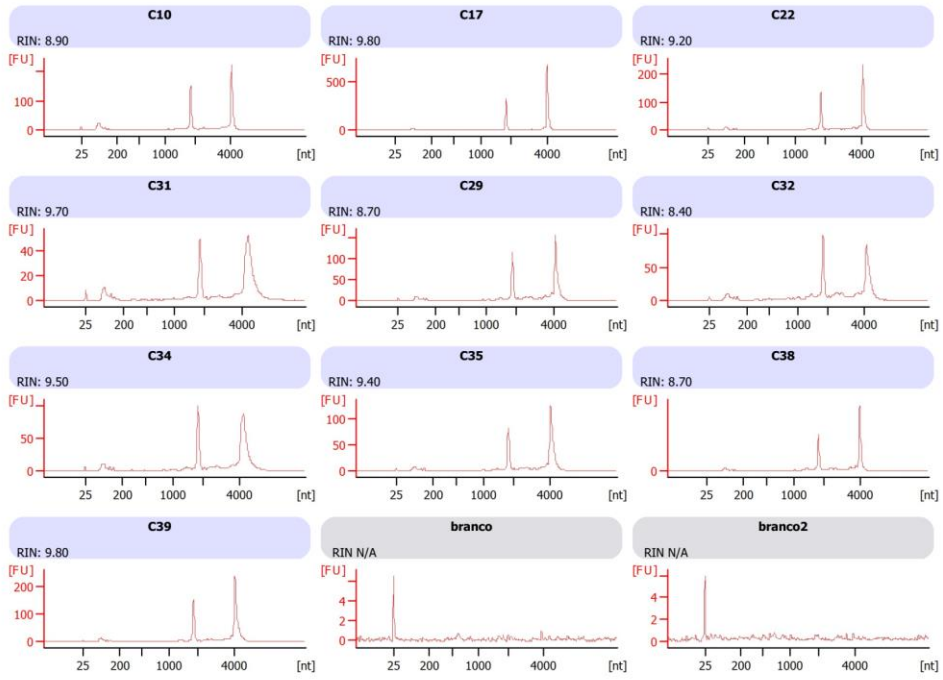 C10
RIN: 8.90
[FU]
100
0
25 200 1000 4000 [nt]
C17
RIN: 9.80
[FU]
500
0
25 200 1000 4000 [nt]
C22
RIN: 9.20
[FU]
200
100
0
25 200 1000 4000 [nt]
C31
RIN: 9.70
[FU]
40
20
0
25 200 1000 4000 [nt]
C29
RIN: 8.70
[FU]
150
100
50
0
25 200 1000 4000 [nt]
C32
RIN: 8.40
[FU]
50
0
25 200 1000 4000 [nt]
C34
RIN: 9.50
[FU]
50
0
25 200 1000 4000 [nt]
C35
RIN: 9.40
[FU]
100
50
0
25 200 1000 4000 [nt]
C38
RIN: 8.70
[FU]
0
25 200 1000 4000 [nt]
C39
RIN: 9.80
[FU]
200
100
0
25 200 1000 4000 [nt]
branco
RIN N/A
[FU]
4
2
0
25 200 1000 4000 [nt]
branco2
RIN N/A
[FU]
4
2
0
25 200 1000 4000 [nt]